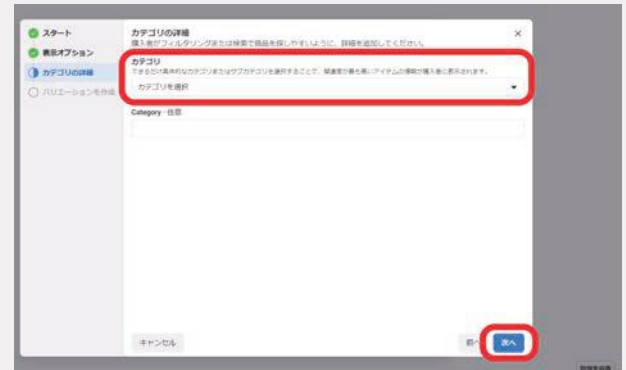 スタート
表示オプション
カテゴリの詳細
バリエーションを作成
カテゴリの詳細
購入者がフィルタリングまたは検索で商品を探しやすいように、詳細を追加してください。
カテゴリ
できるだけ具体的なカテゴリまたはサブカテゴリを選択することで、関連度が最も高いアイテムの情報が購入者に表示されます。
カテゴリを選択
Category · 任意
キャンセル
前へ
次へ